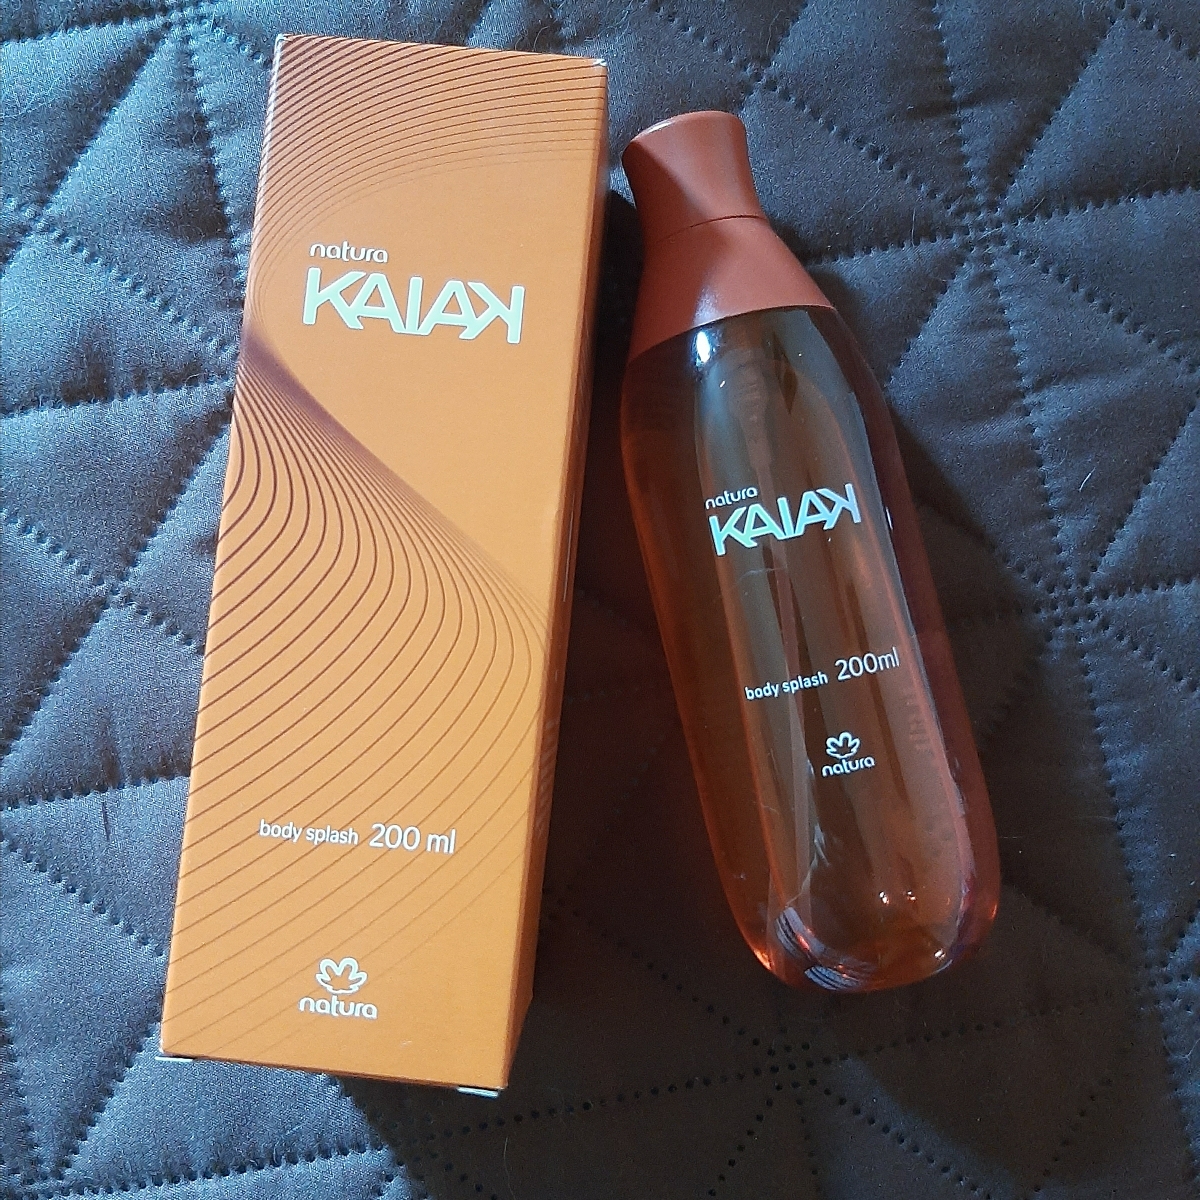 natura
KAIAK
body splash 200 ml
natura
natura
KAIAK
body splash 200ml
natura